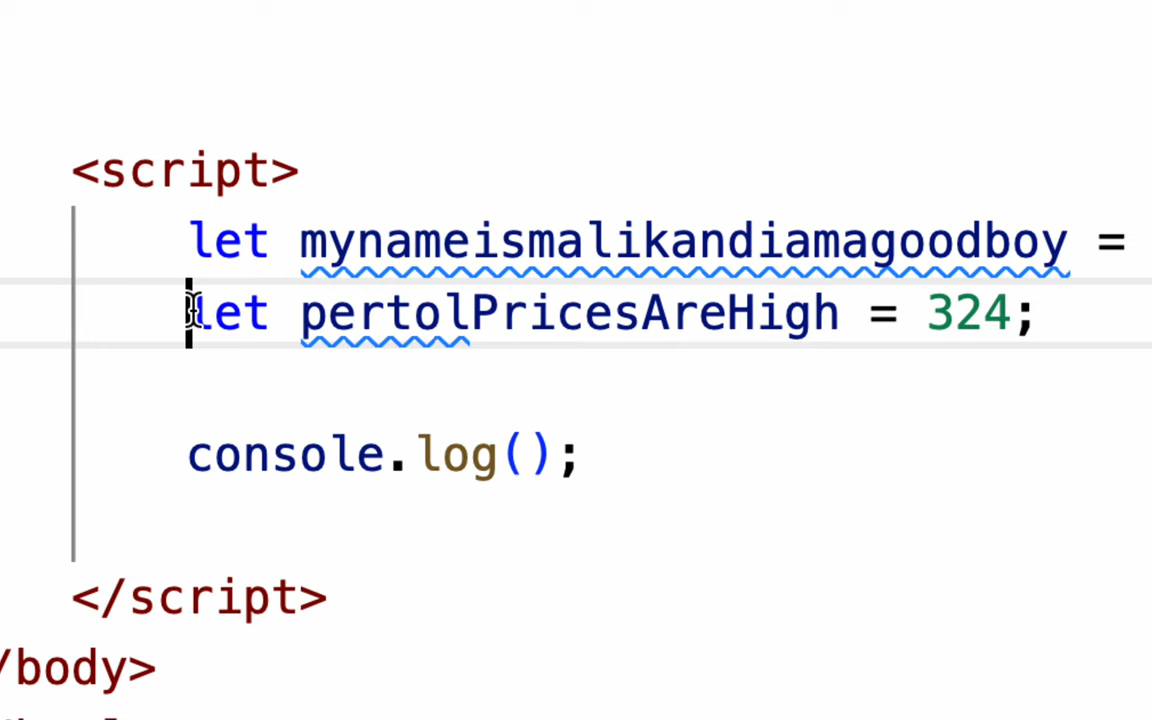 <script>
let mynameismalikandiamagoodboy =
let pertolPricesAreHigh = 324;
console.log();
</script>
/body>